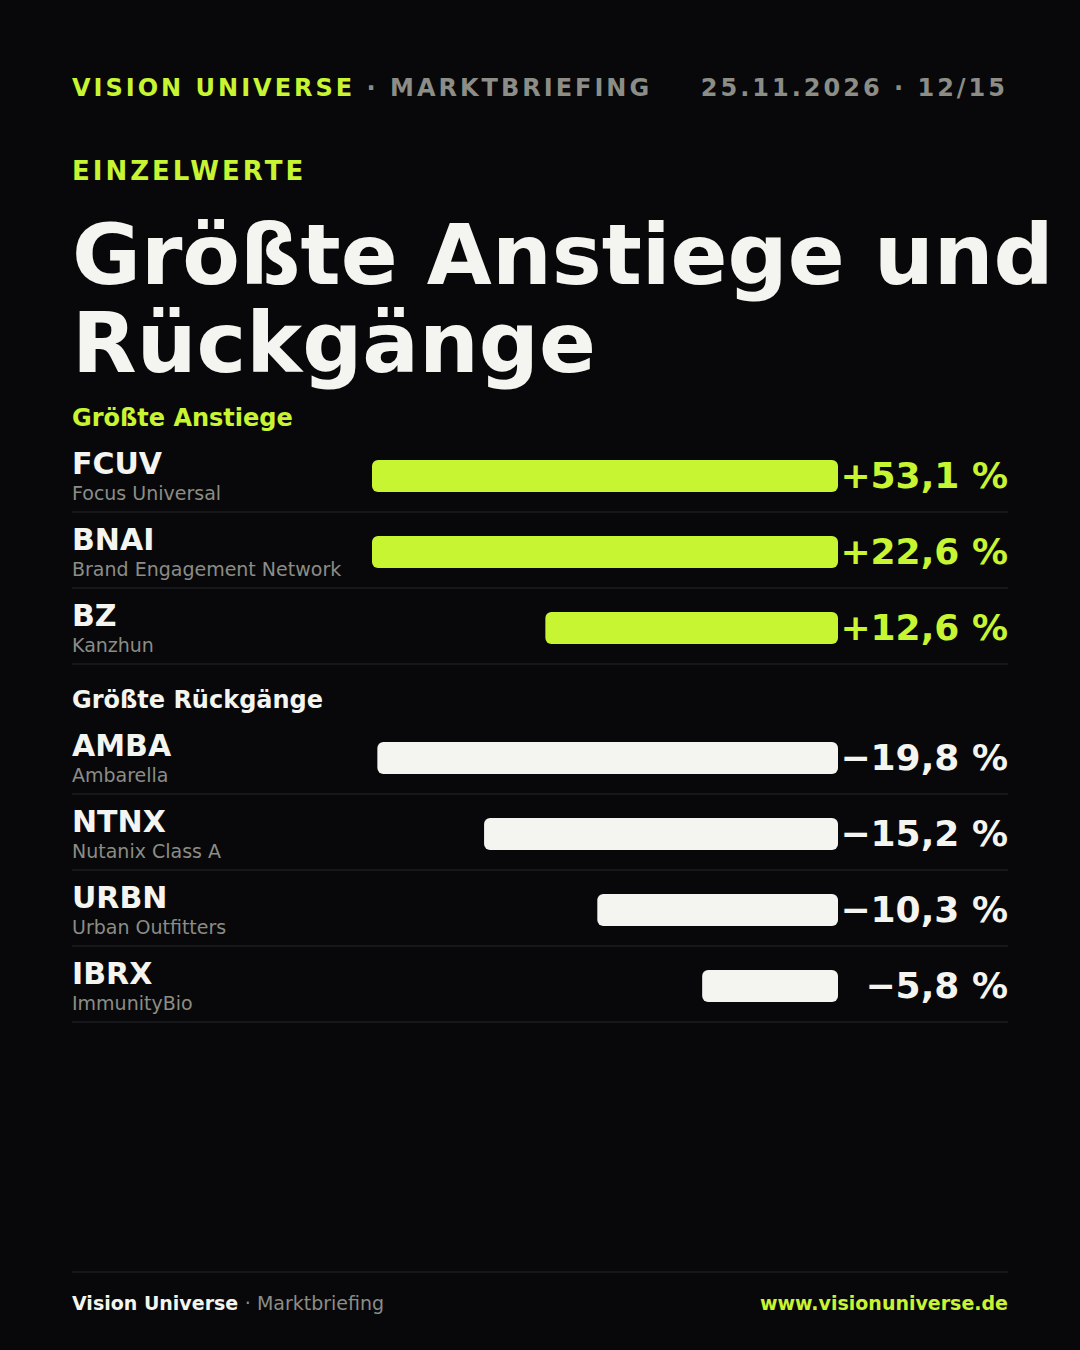 VISION UNIVERSE · MARKTBRIEFING 25.11.2026 · 12/15
EINZELWERTE
Größte Anstiege und
Rückgänge
Größte Anstiege
FCUV +53,1 %
Focus Universal
BNAI +22,6 %
Brand Engagement Network
BZ +12,6 %
Kanzhun
Größte Rückgänge
AMBA −19,8 %
Ambarella
NTNX −15,2 %
Nutanix Class A
URBN −10,3 %
Urban Outfitters
IBRX −5,8 %
ImmunityBio
Vision Universe · Marktbriefing www.visionuniverse.de